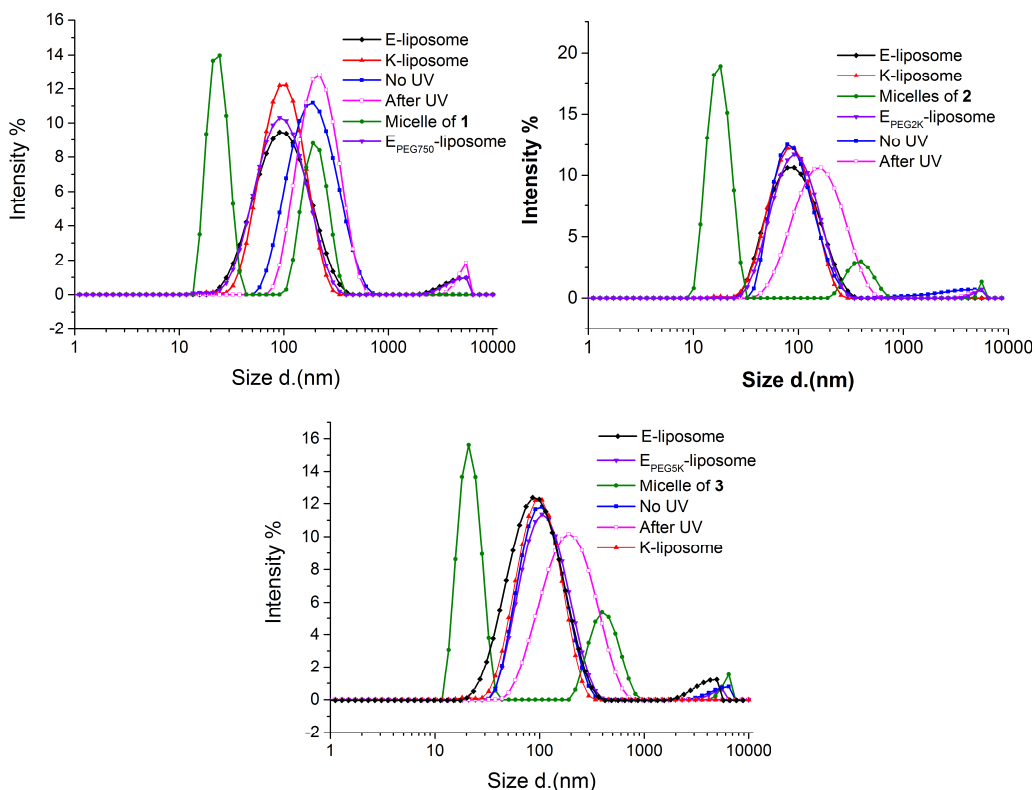 16
14
12
10
8
6
4
2
0
-2
Intensity %
E-liposome
K-liposome
No UV
After UV
Micelle of 1
EPEG750-liposome
1
10
100
1000
10000
Size d.(nm)
20
15
10
5
0
Intensity %
E-liposome
K-liposome
Micelles of 2
EPEG2K-liposome
No UV
After UV
1
10
100
1000
10000
Size d.(nm)
16
14
12
10
8
6
4
2
0
-2
Intensity %
E-liposome
EPEG5K-liposome
Micelle of 3
No UV
After UV
K-liposome
1
10
100
1000
10000
Size d.(nm)